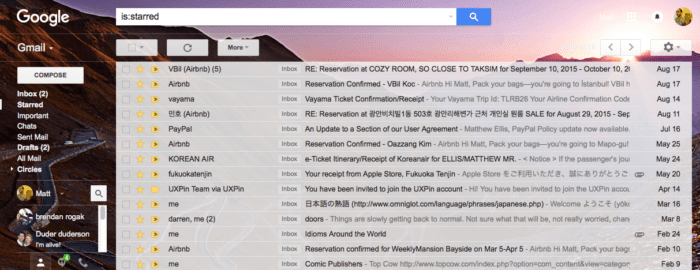 Google
is:starred
Gmail
More
COMPOSE
Inbox (2)
Starred
Important
Chats
Sent Mail
Drafts (2)
All Mail
Circles
Matt
brendan rogak
Duder duderson
I'm alive!
VBil (Airbnb) (5) Inbox RE: Reservation at COZY ROOM, SO CLOSE TO TAKSIM for September 10, 2015 - October 10, 2 Aug 17
Airbnb Inbox Reservation Confirmed - VBil Koc - Airbnb Hi Matt, Pack your bags—you're going to İstanbul! VBil h Aug 17
vayama Inbox Vayama Ticket Confirmation/Receipt - Your Vayama Trip Id: TLRB26 Your Airline Confirmation Code Aug 17
민호 (Airbnb) (5) Inbox RE: Reservation at 광안비치빌1동 503호 광안리해변가 근처 개인실 원룸 SALE for August 29, 2015 - Aug 11
PayPal Inbox An Update to a Section of our User Agreement - Matthew Ellis, PayPal Policy update now available. Jul 16
Airbnb Inbox Reservation Confirmed - Oazzang Kim - Airbnb Hi Matt, Pack your bags—you're going to Mapo-gu! May 25
KOREAN AIR Inbox e-Ticket Itinerary/Receipt of Koreanair for ELLIS/MATTHEW MR. - < Notice > If the passenger's jou May 24
fukuokatenjin Inbox Your receipt from Apple Store, Fukuoka Tenjin - Apple Store をご利用いただき、誠にありがとう May 20
UXPin Team via UXPin Inbox You have been invited to join the UXPin account - Hi! You have been invited to join the UXPin accou Apr 14
me Inbox 日本語の熟語 (http://www.omniglot.com/language/phrases/japanese.php) - Welcome ようこそ (yōko Mar 16
darren, me (2) Inbox doors - Things are slowly getting back to normal. Not sure what that will be, not really worried, chan Mar 8
me Inbox Idioms Around the World Mar 3
Airbnb Inbox Reservation confirmed for WeeklyMansion Bayside on Mar 5-Apr 5 - Airbnb Hi Matt, Pack your bag Feb 10
me Inbox Comic Publishers - Top Cow http://www.topcow.com/index.php?option=com_content&view=categ Feb 9